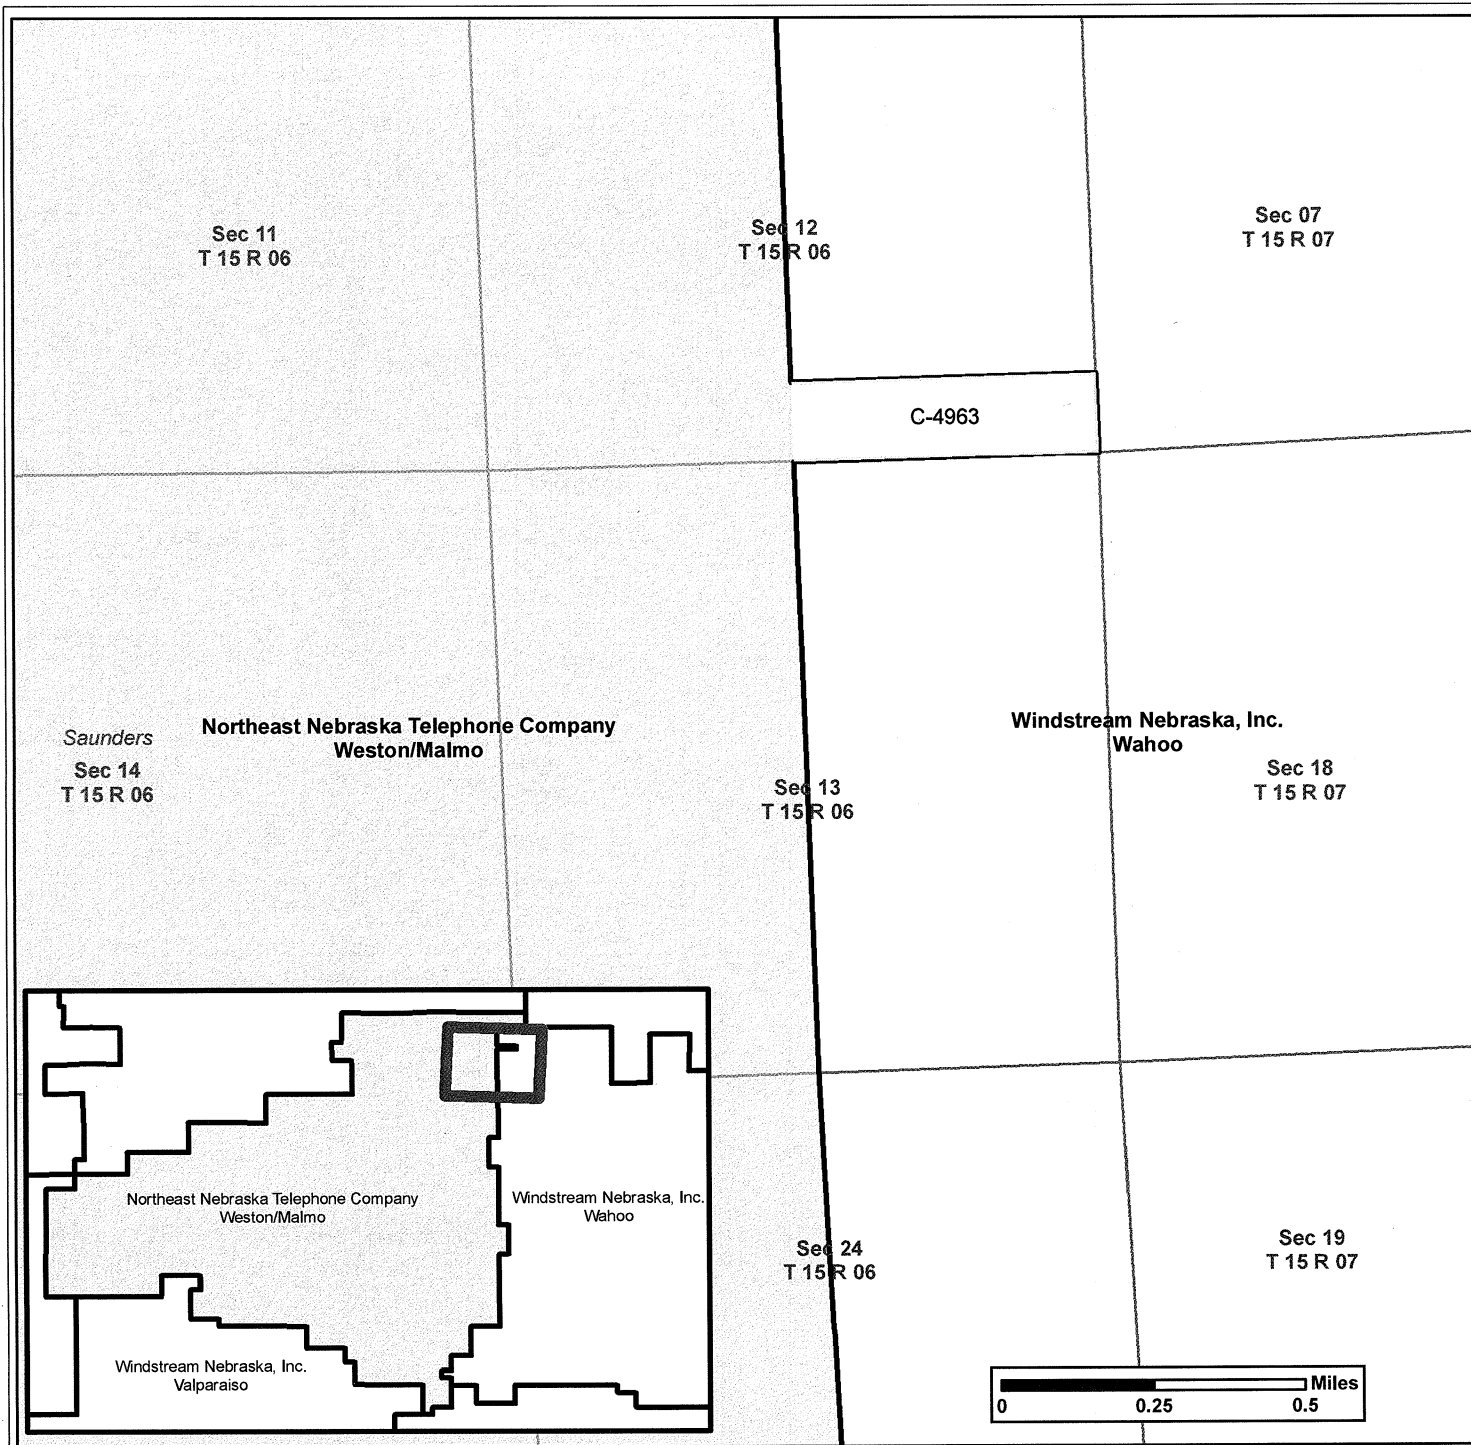 Sec 11
T 15 R 06
Sec 12
T 15 R 06
Sec 07
T 15 R 07
C-4963
Northeast Nebraska Telephone Company
Weston/Malmo
Saunders
Sec 14
T 15 R 06
Windstream Nebraska, Inc.
Wahoo
Sec 13
T 15 R 06
Sec 18
T 15 R 07
Northeast Nebraska Telephone Company
Weston/Malmo
Windstream Nebraska, Inc.
Wahoo
Windstream Nebraska, Inc.
Valparaiso
Sec 24
T 15 R 06
Sec 19
T 15 R 07
Miles
0 0.25 0.5